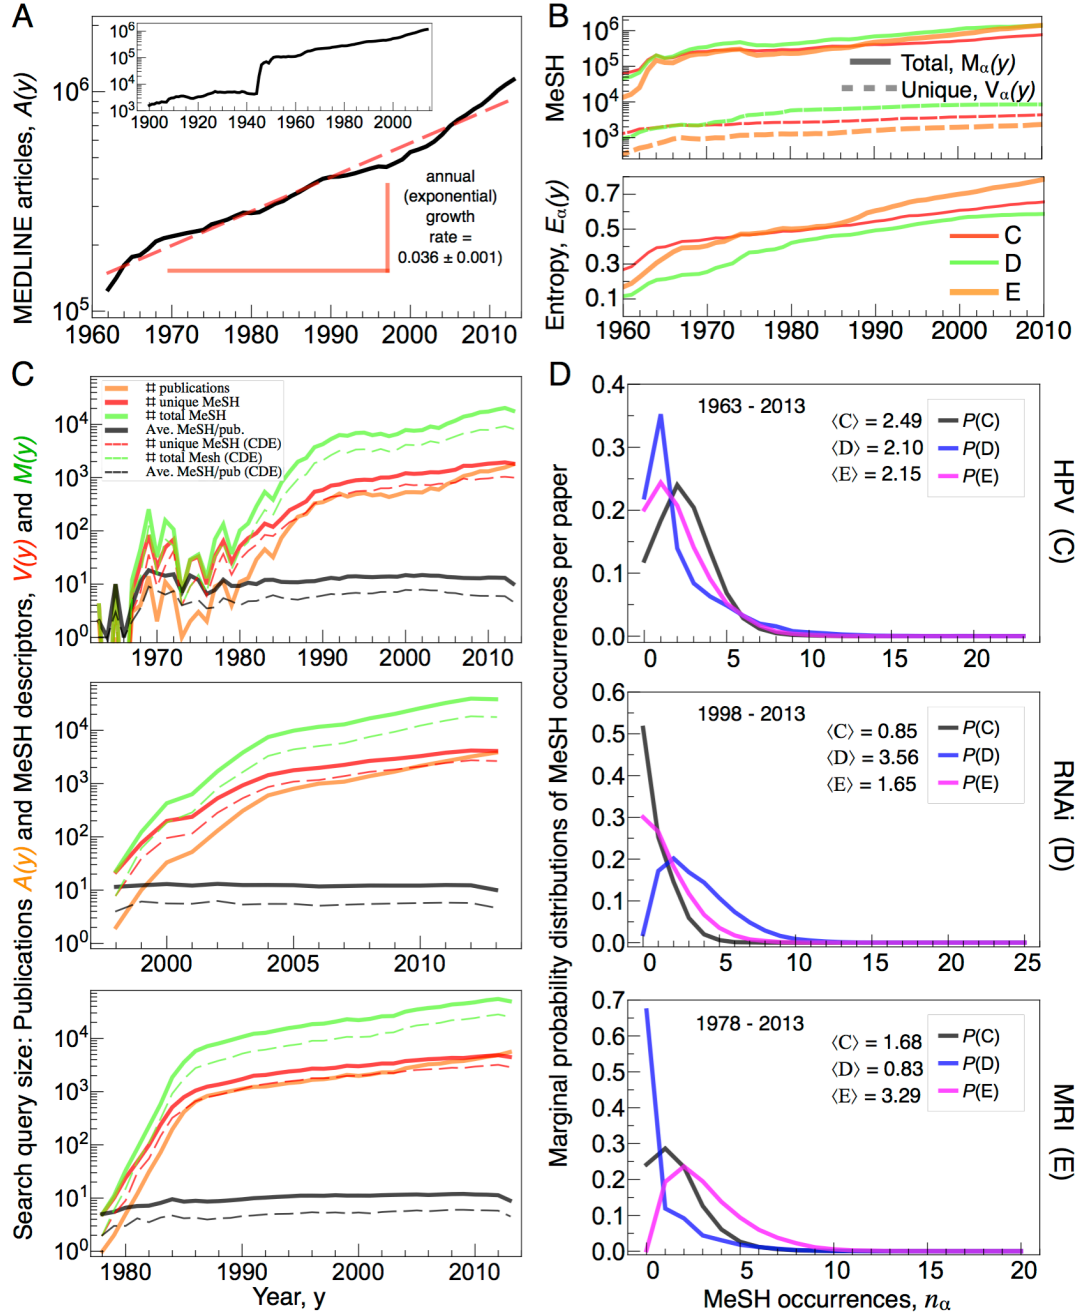 A
MEDLINE articles, A(y)
10^6
10^5
10^6
10^5
10^4
10^3
1900 1920 1940 1960 1980 2000
annual
(exponential)
growth
rate =
0.036 ± 0.001)
1960 1970 1980 1990 2000 2010
B
MeSH
10^6
10^5
10^4
10^3
Total, Mα(y)
Unique, Vα(y)
Entropy, Eα(y)
0.7
0.5
0.3
0.1
C
D
E
1960 1970 1980 1990 2000 2010
C
Search query size: Publications A(y) and MeSH descriptors, V(y) and M(y)
# publications
# unique MeSH
# total MeSH
Ave. MeSH/pub.
# unique MeSH (CDE)
# total Mesh (CDE)
Ave. MeSH/pub (CDE)
10^4
10^3
10^2
10^1
10^0
1970 1980 1990 2000 2010
10^4
10^3
10^2
10^1
10^0
2000 2005 2010
10^4
10^3
10^2
10^1
10^0
1980 1990 2000 2010
Year, y
D
Marginal probability distributions of MeSH occurrences per paper
0.4
0.3
0.2
0.1
0.0
1963 - 2013
⟨C⟩ = 2.49
⟨D⟩ = 2.10
⟨E⟩ = 2.15
P(C)
P(D)
P(E)
0 5 10 15 20
HPV (C)
0.6
0.5
0.4
0.3
0.2
0.1
0.0
1998 - 2013
⟨C⟩ = 0.85
⟨D⟩ = 3.56
⟨E⟩ = 1.65
P(C)
P(D)
P(E)
0 5 10 15 20 25
RNAi (D)
0.7
0.6
0.5
0.4
0.3
0.2
0.1
0.0
1978 - 2013
⟨C⟩ = 1.68
⟨D⟩ = 0.83
⟨E⟩ = 3.29
P(C)
P(D)
P(E)
0 5 10 15 20
MRI (E)
MeSH occurrences, nα